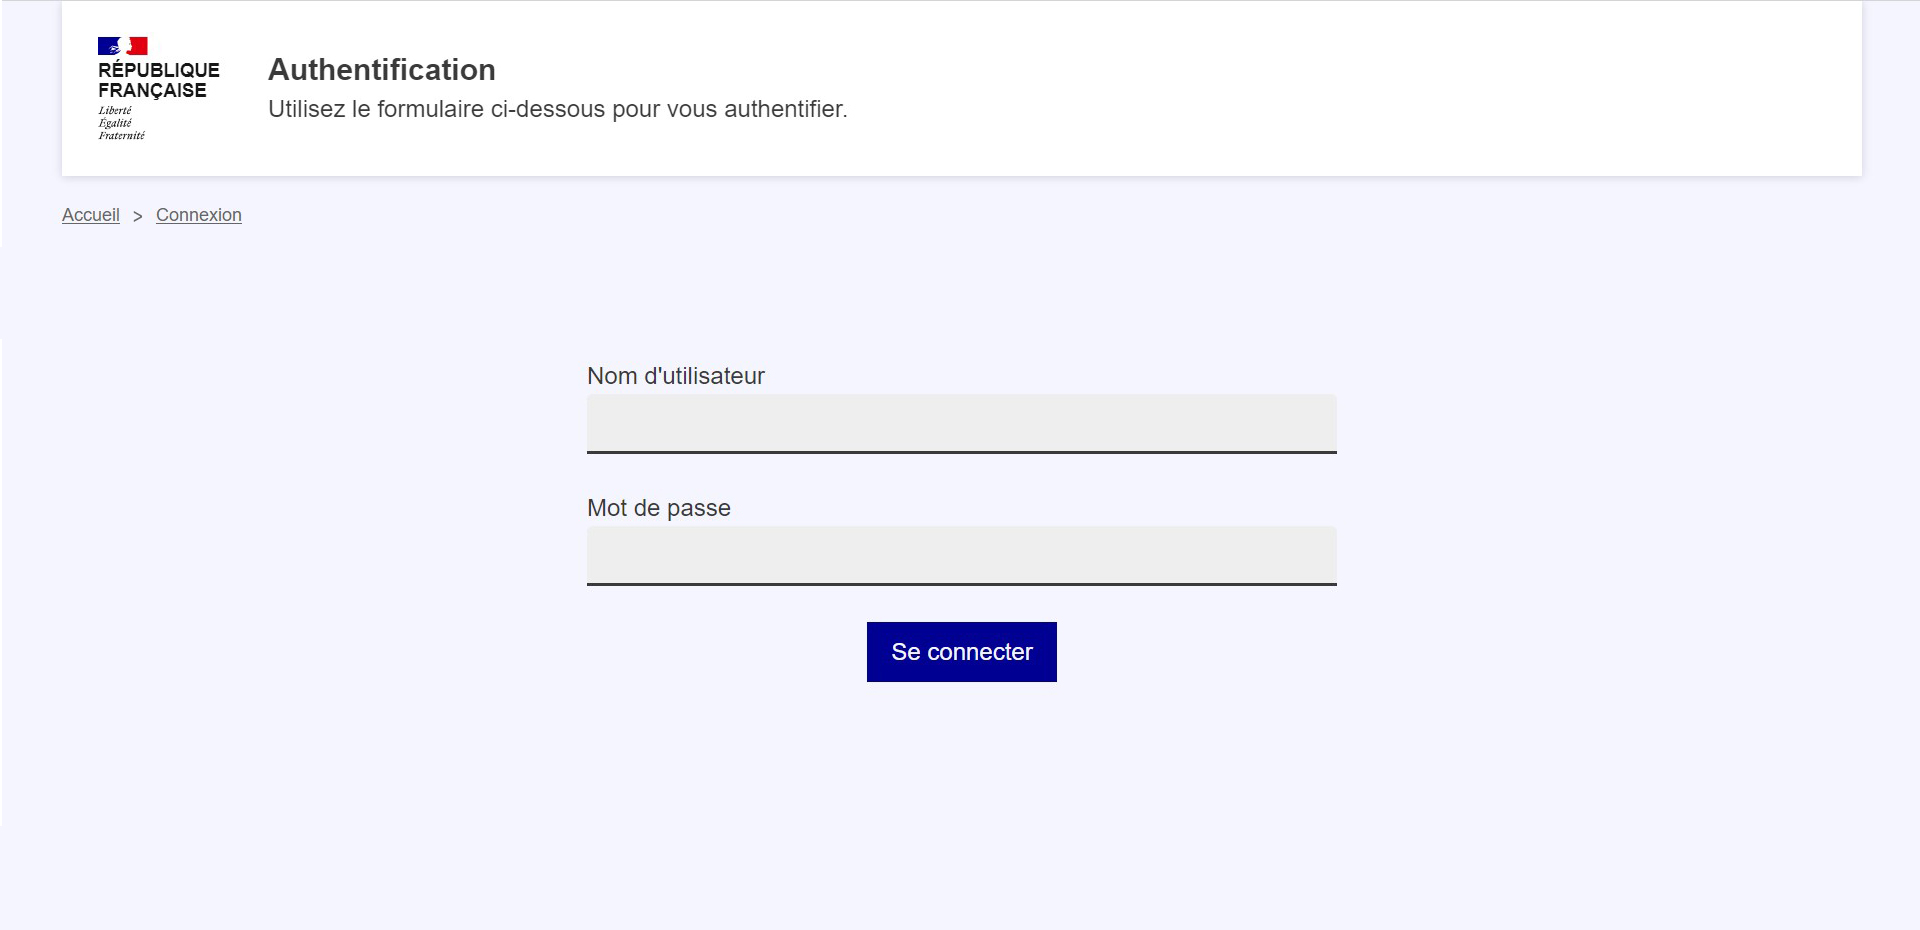 RÉPUBLIQUE
FRANÇAISE
Liberté
Égalité
Fraternité
Authentification
Utilisez le formulaire ci-dessous pour vous authentifier.
Accueil > Connexion
Nom d'utilisateur
Mot de passe
Se connecter